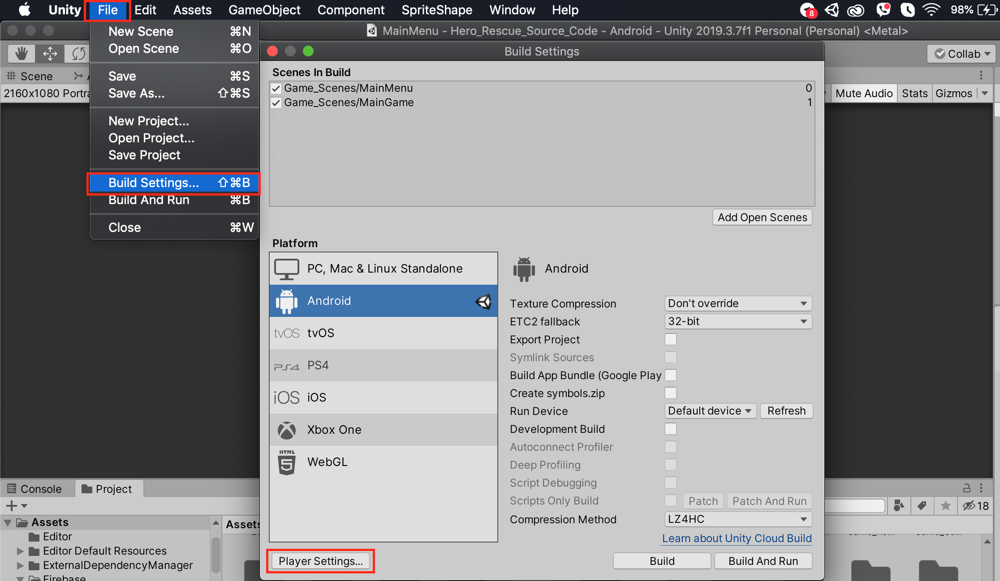 Unity File Edit Assets GameObject Component SpriteShape Window Help 8 98%
MainMenu - Hero_Rescue_Source_Code - Android - Unity 2019.3.7f1 Personal (Personal) <Metal>
New Scene ⌘N
Open Scene ⌘O
Save ⌘S
Save As... ⇧⌘S
New Project...
Open Project...
Save Project
Build Settings... ⇧⌘B
Build And Run ⌘B
Close ⌘W
Collab
Scene
2160x1080 Portra
Mute Audio Stats Gizmos
Build Settings
Scenes In Build
Game_Scenes/MainMenu 0
Game_Scenes/MainGame 1
Add Open Scenes
Platform
PC, Mac & Linux Standalone
Android
tvOS tvOS
PS4 PS4
iOS iOS
Xbox One
HTML 5 WebGL
Android
Texture Compression Don't override
ETC2 fallback 32-bit
Export Project
Symlink Sources
Build App Bundle (Google Play
Create symbols.zip
Run Device Default device Refresh
Development Build
Autoconnect Profiler
Deep Profiling
Script Debugging
Scripts Only Build Patch Patch And Run
Compression Method LZ4HC
Learn about Unity Cloud Build
Player Settings... Build Build And Run
Console Project
18
Assets
Editor
Editor Default Resources
ExternalDependencyManager
Firebase
Assets